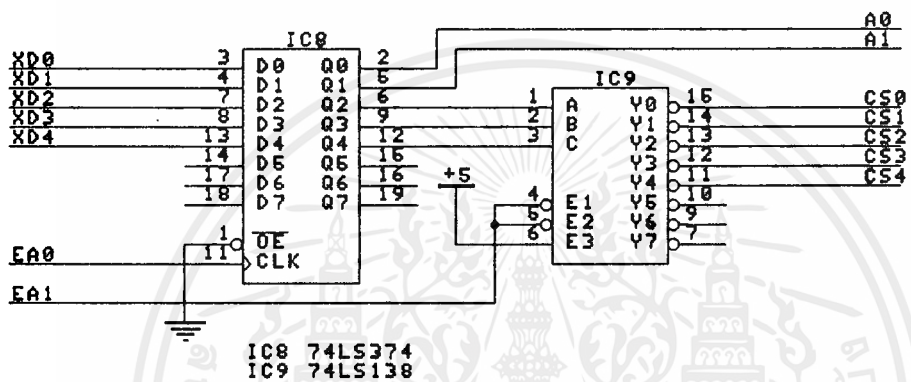 A0
A1
IC8
XD0 3 D0 Q0 2
XD1 4 D1 Q1 5
XD2 7 D2 Q2 6
XD3 8 D3 Q3 9
XD4 13 D4 Q4 12
14 D5 Q5 15
17 D6 Q6 16
18 D7 Q7 19
1 OE
EA0 11 CLK
EA1
IC9
1 A Y0 15 CS0
2 B Y1 14 CS1
3 C Y2 13 CS2
Y3 12 CS3
+5 Y4 11 CS4
4 E1 Y5 10
5 E2 Y6 9
6 E3 Y7 7
IC8 74LS374
IC9 74LS138